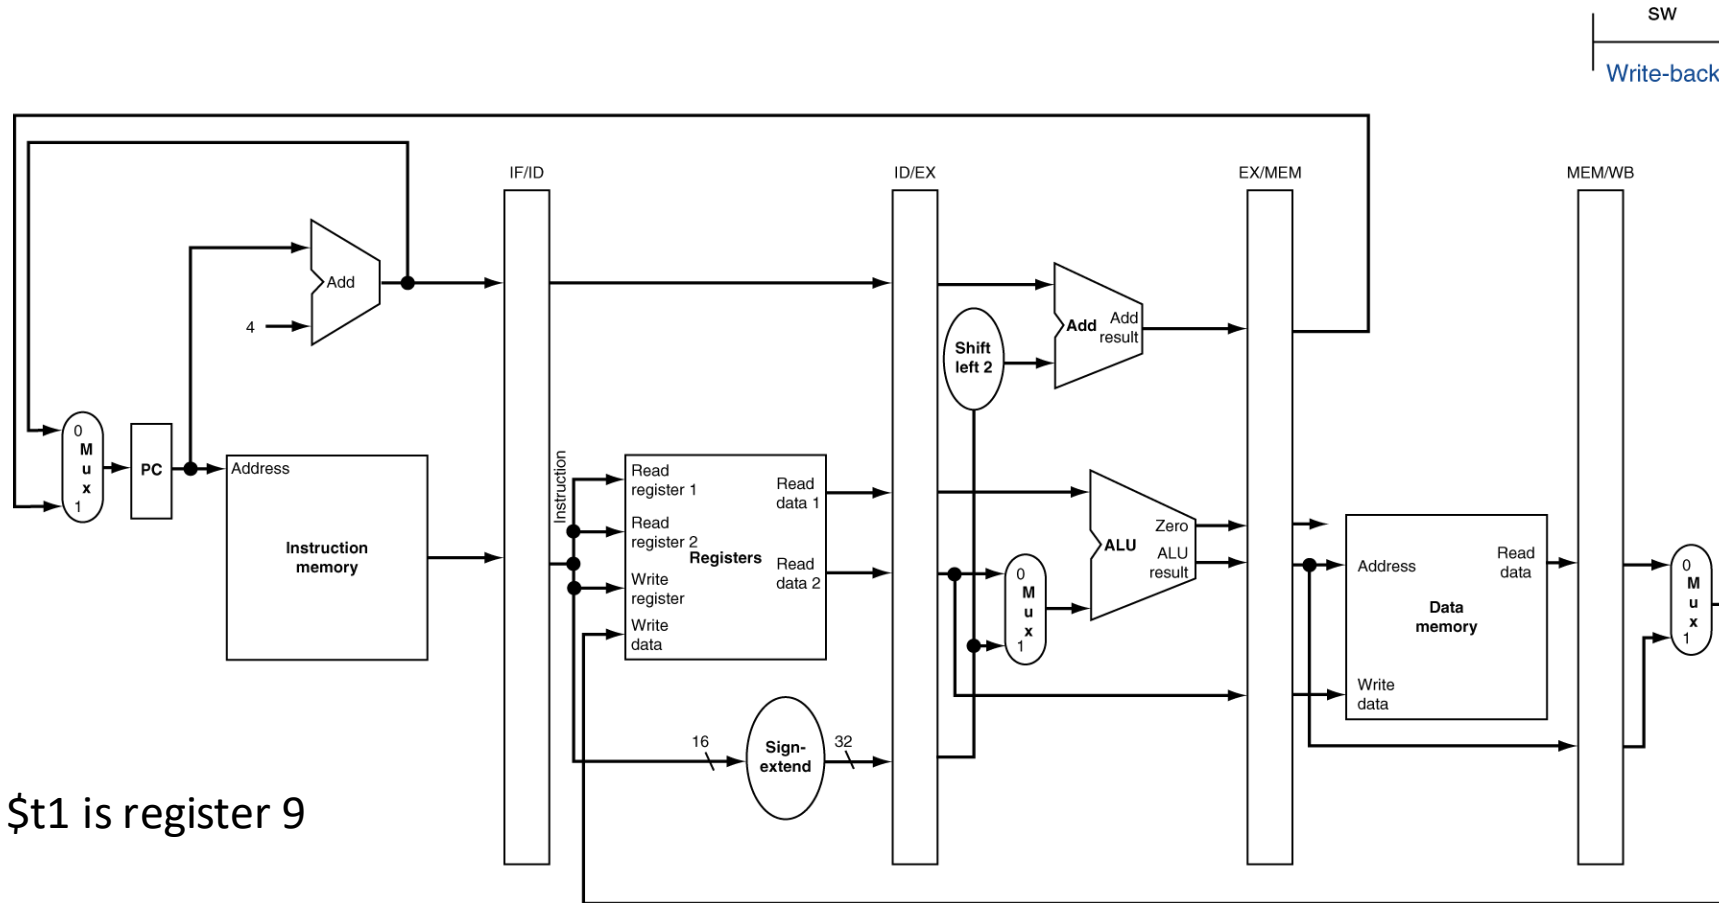 SW
Write-back
IF/ID
ID/EX
EX/MEM
MEM/WB
Add
4
Shift
left 2
Add
Add
result
0
M
u
x
1
PC
Address
Instruction
memory
Instruction
Read
register 1
Read
register 2
Write
register
Write
data
Registers
Read
data 1
Read
data 2
16
Sign-
extend
32
0
M
u
x
1
Zero
ALU
ALU
result
Address
Read
data
Data
memory
Write
data
0
M
u
x
1
$t1 is register 9